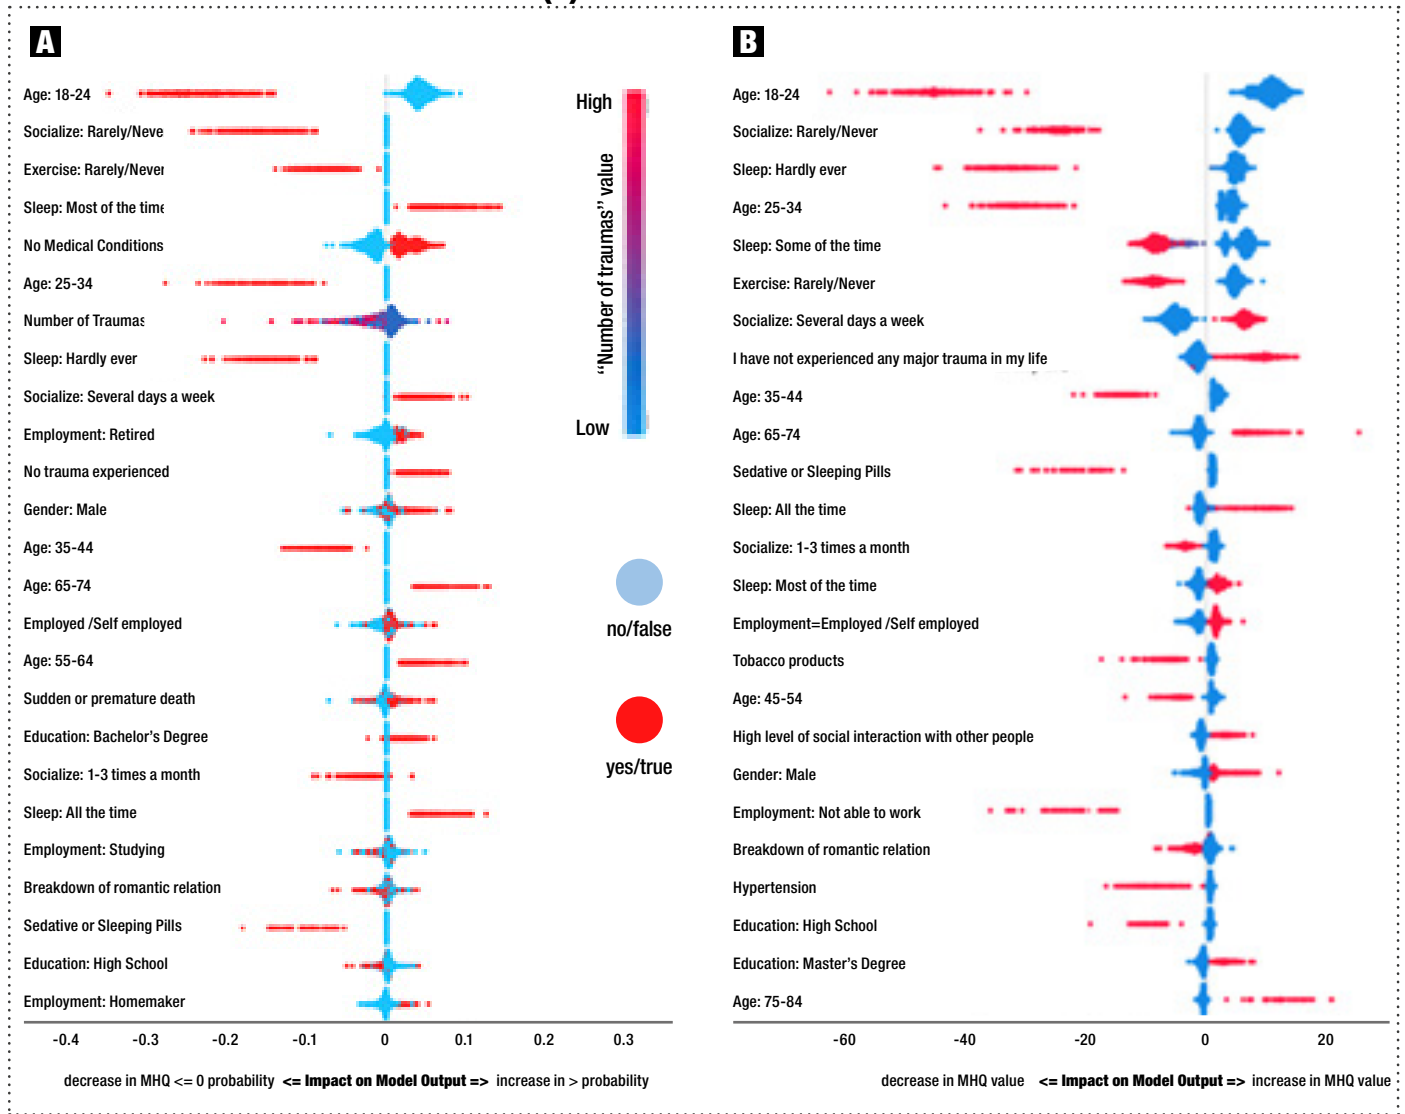 A
Age: 18-24
Socialize: Rarely/Neve
Exercise: Rarely/Never
Sleep: Most of the time
No Medical Conditions
Age: 25-34
Number of Traumas
Sleep: Hardly ever
Socialize: Several days a week
Employment: Retired
No trauma experienced
Gender: Male
Age: 35-44
Age: 65-74
Employed /Self employed
Age: 55-64
Sudden or premature death
Education: Bachelor's Degree
Socialize: 1-3 times a month
Sleep: All the time
Employment: Studying
Breakdown of romantic relation
Sedative or Sleeping Pills
Education: High School
Employment: Homemaker
-0.4 -0.3 -0.2 -0.1 0 0.1 0.2 0.3
decrease in MHQ <= 0 probability <= Impact on Model Output => increase in > probability
High
"Number of traumas" value
Low
no/false
yes/true
B
Age: 18-24
Socialize: Rarely/Never
Sleep: Hardly ever
Age: 25-34
Sleep: Some of the time
Exercise: Rarely/Never
Socialize: Several days a week
I have not experienced any major trauma in my life
Age: 35-44
Age: 65-74
Sedative or Sleeping Pills
Sleep: All the time
Socialize: 1-3 times a month
Sleep: Most of the time
Employment=Employed /Self employed
Tobacco products
Age: 45-54
High level of social interaction with other people
Gender: Male
Employment: Not able to work
Breakdown of romantic relation
Hypertension
Education: High School
Education: Master's Degree
Age: 75-84
-60 -40 -20 0 20
decrease in MHQ value <= Impact on Model Output => increase in MHQ value